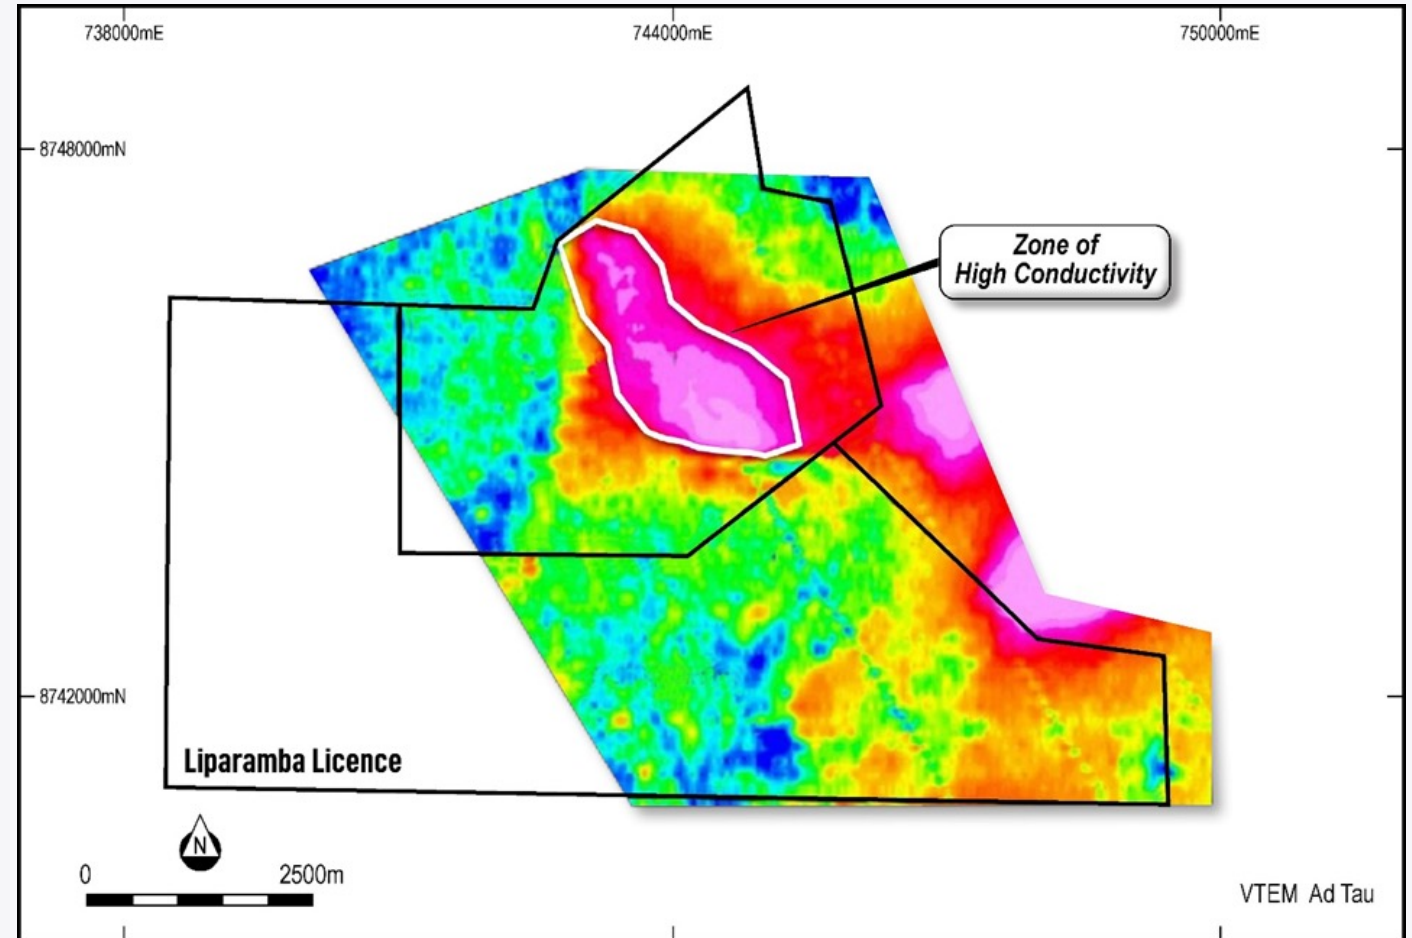 738000mE
744000mE
750000mE
8748000mN
Zone of
High Conductivity
8742000mN
Liparamba Licence
N
0
2500m
VTEM Ad Tau